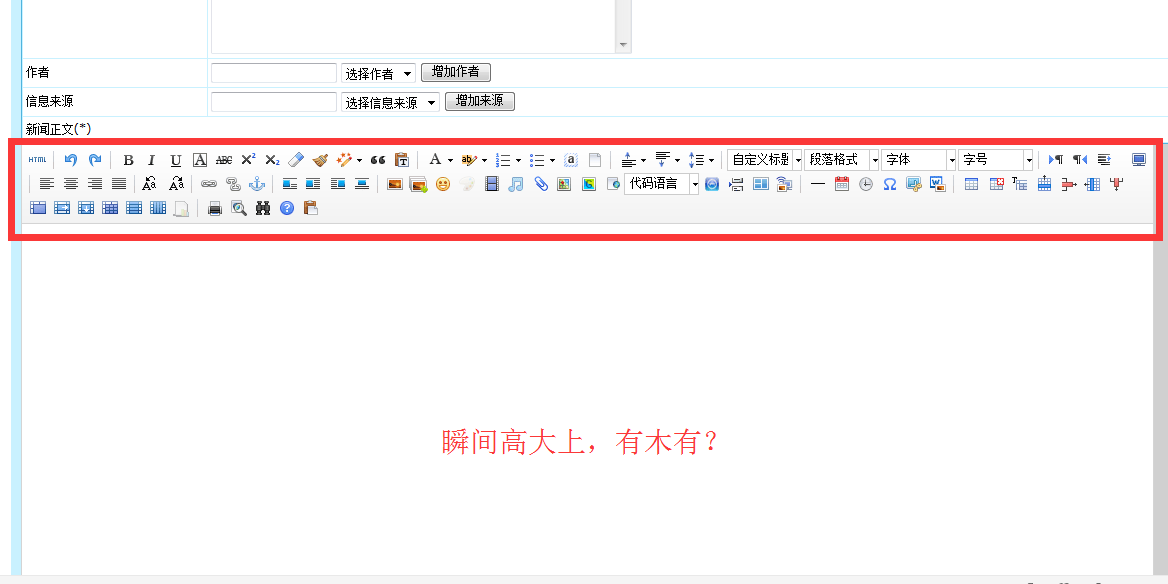 作者 选择作者 增加作者
信息来源 选择信息来源 增加来源
新闻正文(*)
HTML B I U A ABC X² X₂ T A ab a 自定义标题 段落格式 字体 字号
代码语言 Ω W T
瞬间高大上，有木有？